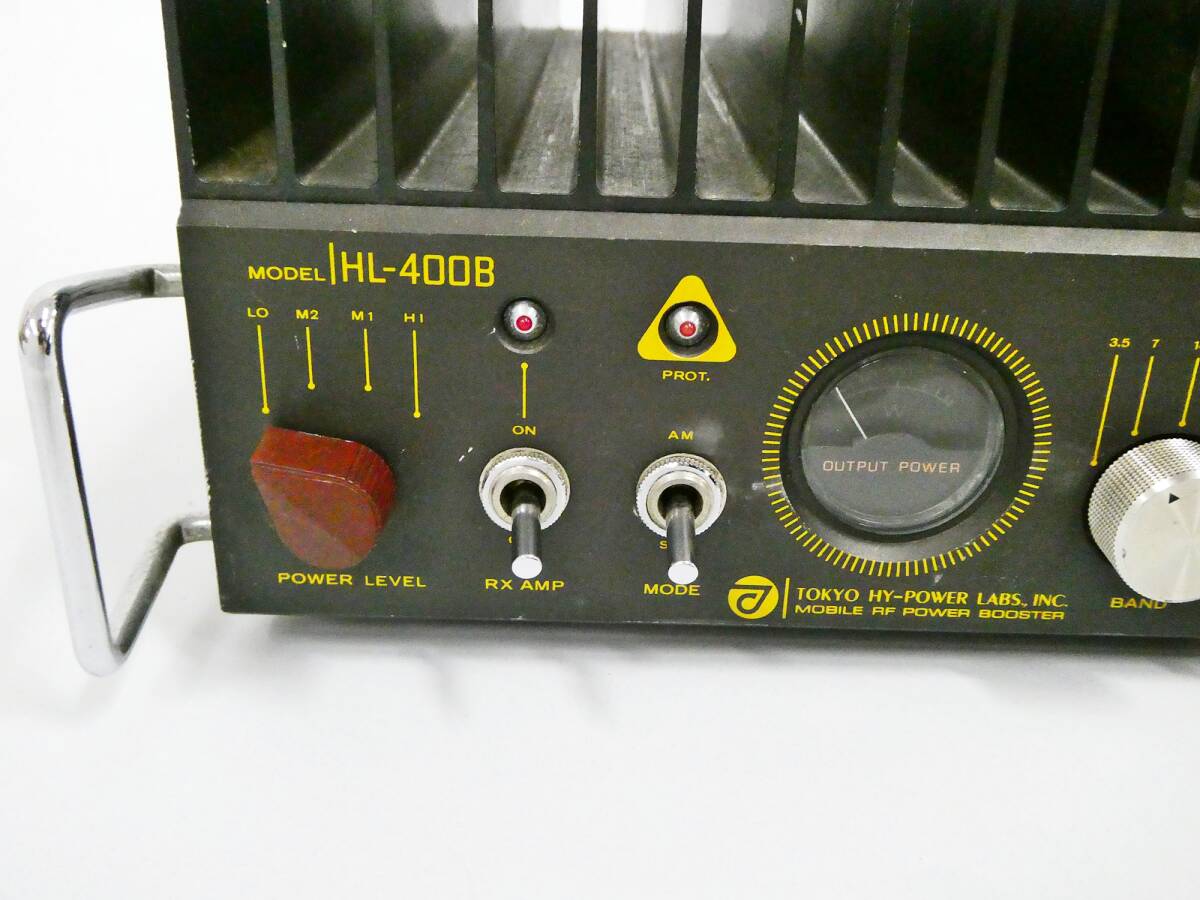 MODEL HL-400B
LO M2 M1 HI
PROT.
ON
AM
OUTPUT POWER
3.5 7
POWER LEVEL
RX AMP
MODE
TOKYO HY-POWER LABS., INC.
MOBILE RF POWER BOOSTER
BAND